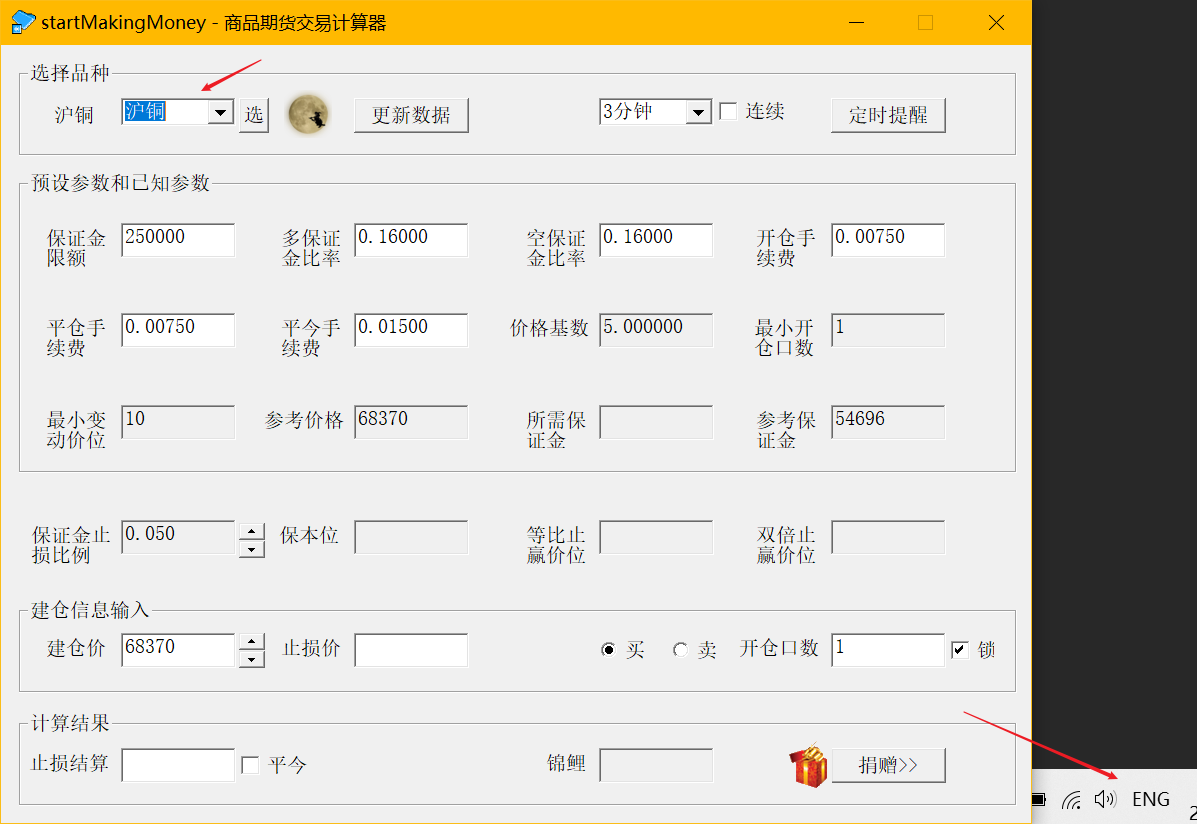 startMakingMoney - 商品期货交易计算器
选择品种
沪铜 沪铜 选 更新数据 3分钟 连续 定时提醒
预设参数和已知参数
保证金
限额
250000
多保证
金比率
0.16000
空保证
金比率
0.16000
开仓手
续费
0.00750
平仓手
续费
0.00750
平今手
续费
0.01500
价格基数
5.000000
最小开
仓口数
1
最小变
动价位
10
参考价格
68370
所需保
证金
参考保
证金
54696
保证金止
损比例
0.050
保本位
等比止
赢价位
双倍止
赢价位
建仓信息输入
建仓价 68370 止损价 买 卖 开仓口数 1 锁
计算结果
止损结算 平今 锦鲤 捐赠>>
ENG
2